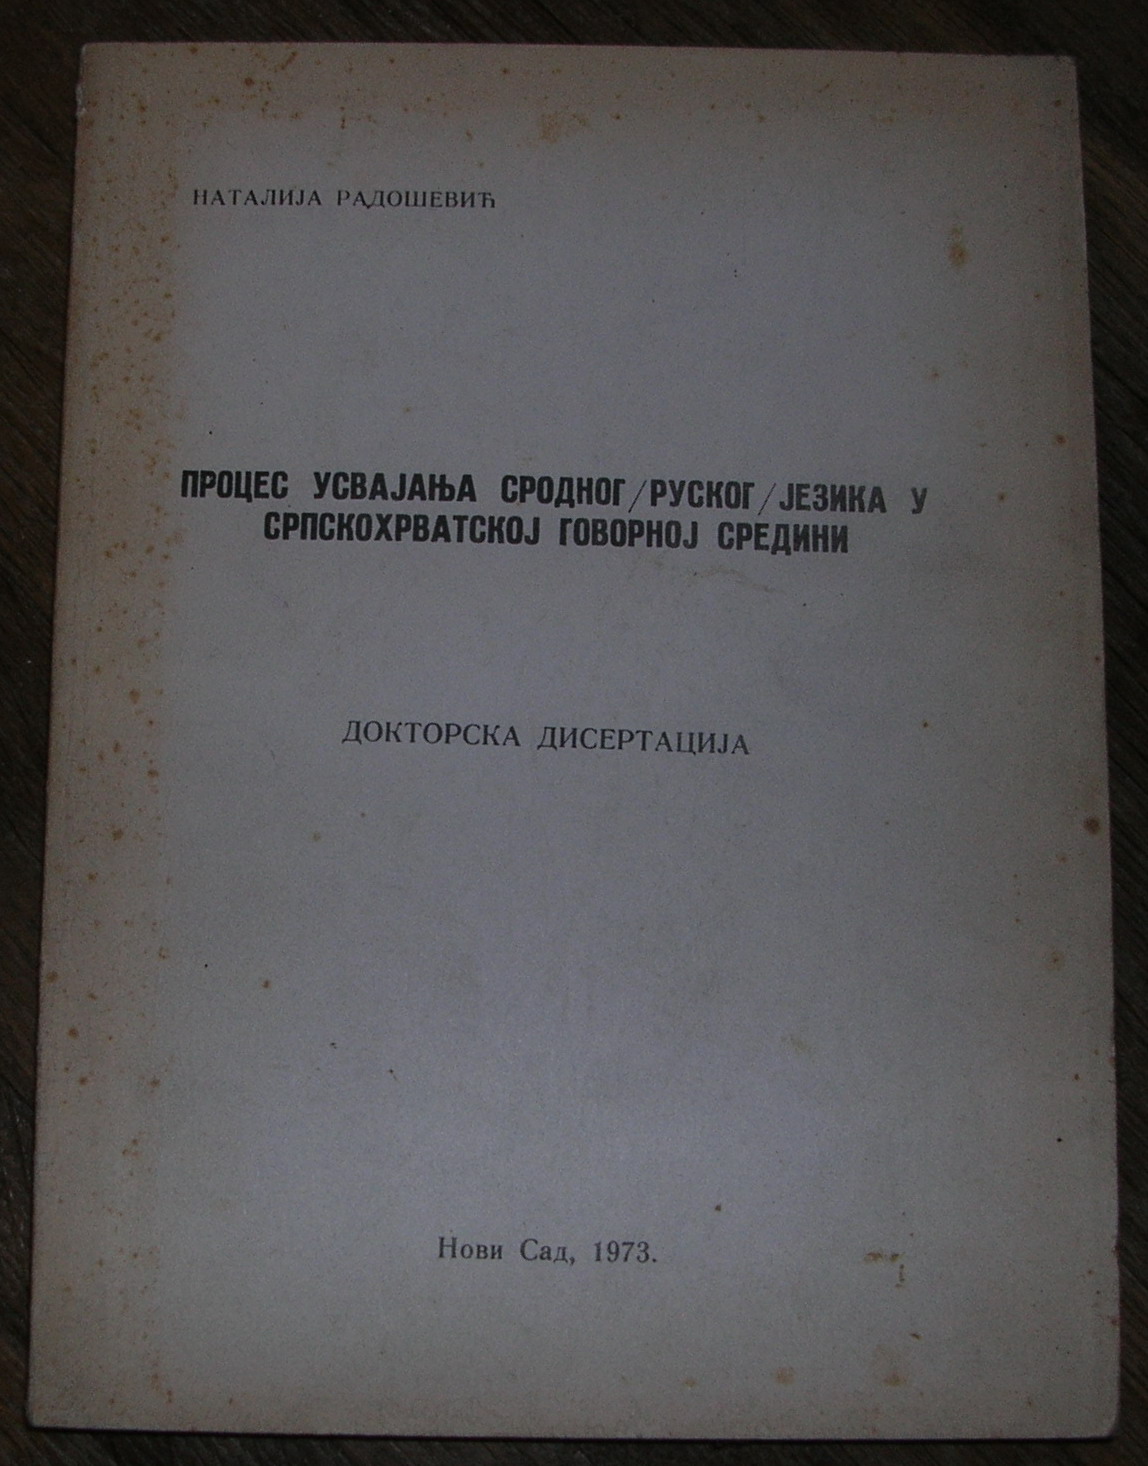 НАТАЛИЈА РАДОШЕВИЋ
ПРОЦЕС УСВАЈАЊА СРОДНОГ/РУСКОГ/ЈЕЗИКА У
СРПСКОХРВАТСКОЈ ГОВОРНОЈ СРЕДИНИ
ДОКТОРСКА ДИСЕРТАЦИЈА
Нови Сад, 1973.